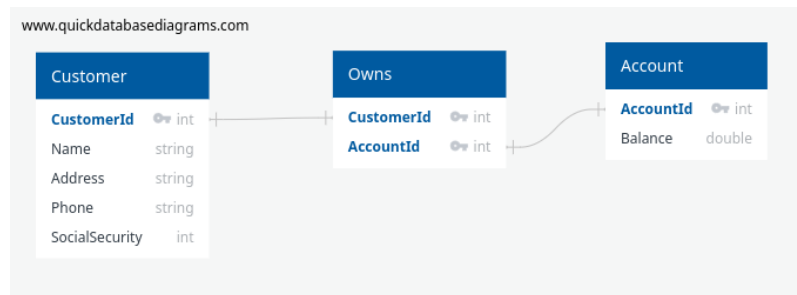 www.quickdatabasediagrams.com
Customer
CustomerId int
Name string
Address string
Phone string
SocialSecurity int
Owns
CustomerId int
AccountId int
Account
AccountId int
Balance double